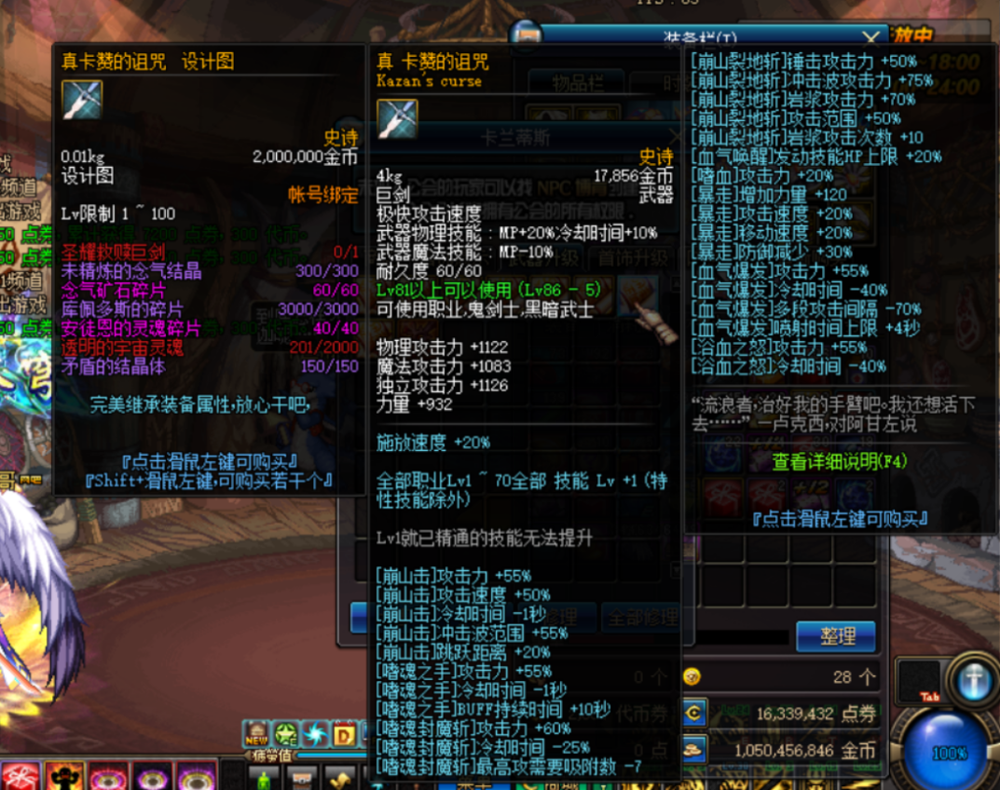 装备栏(I)
放中
真卡赞的诅咒 设计图
史诗
0.01kg
2,000,000金币
设计图
帐号绑定
Lv限制 1 ~ 100
圣耀救赎巨剑 0/1
未精炼的念气结晶 300/300
念气矿石碎片 60/60
库佩多斯的碎片 3000/3000
安徒恩的灵魂碎片 40/40
透明的宇宙灵魂 201/2000
矛盾的结晶体 150/150
完美继承装备属性,放心干吧,
『点击滑鼠左键可购买』
『Shift+滑鼠左键,可购买若干个』
真 卡赞的诅咒
Kazan's curse
史诗
4kg
17,856金币
巨剑
武器
极快攻击速度
武器物理技能 : MP+20%冷却时间+10%
武器魔法技能 : MP-10%
耐久度 60/60
Lv81以上可以使用 (Lv86 - 5)
可使用职业,鬼剑士,黑暗武士
物理攻击力 +1122
魔法攻击力 +1083
独立攻击力 +1126
力量 +932
施放速度 +20%
全部职业Lv1 ~ 70全部 技能 Lv +1 (特
性技能除外)
Lv1就已精通的技能无法提升
[崩山击]攻击力 +55%
[崩山击]攻击速度 +50%
[崩山击]冷却时间 -1秒
[崩山击]冲击波范围 +55%
[崩山击]跳跃距离 +20%
[嗜魂之手]攻击力 +55%
[嗜魂之手]冷却时间 -1秒
[嗜魂之手]BUFF持续时间 +10秒
[嗜魂封魔斩]攻击力 +60%
[嗜魂封魔斩]冷却时间 -25%
[嗜魂封魔斩]最高攻需要吸附数 -7
[崩山裂地斩]锤击攻击力 +50%
[崩山裂地斩]冲击波攻击力 +75%
[崩山裂地斩]岩浆攻击力 +70%
[崩山裂地斩]攻击范围 +50%
[崩山裂地斩]岩浆攻击次数 +10
[血气唤醒]发动技能HP上限 +20%
[嗜血]攻击力 +20%
[暴走]增加力量 +120
[暴走]攻击速度 +20%
[暴走]移动速度 +20%
[暴走]防御减少 +30%
[血气爆发]攻击力 +55%
[血气爆发]冷却时间 -40%
[血气爆发]多段攻击间隔 -70%
[血气爆发]喷射时间上限 +4秒
[浴血之怒]攻击力 +55%
[浴血之怒]冷却时间 -40%
“流浪者,治好我的手臂吧。我还想活下
去……” —卢克西,对阿甘左说
查看详细说明(F4)
『点击滑鼠左键可购买』
整理
28 个
16,339,432 点券
1,050,456,846 金币
Tab
100%
NEW
疲劳值